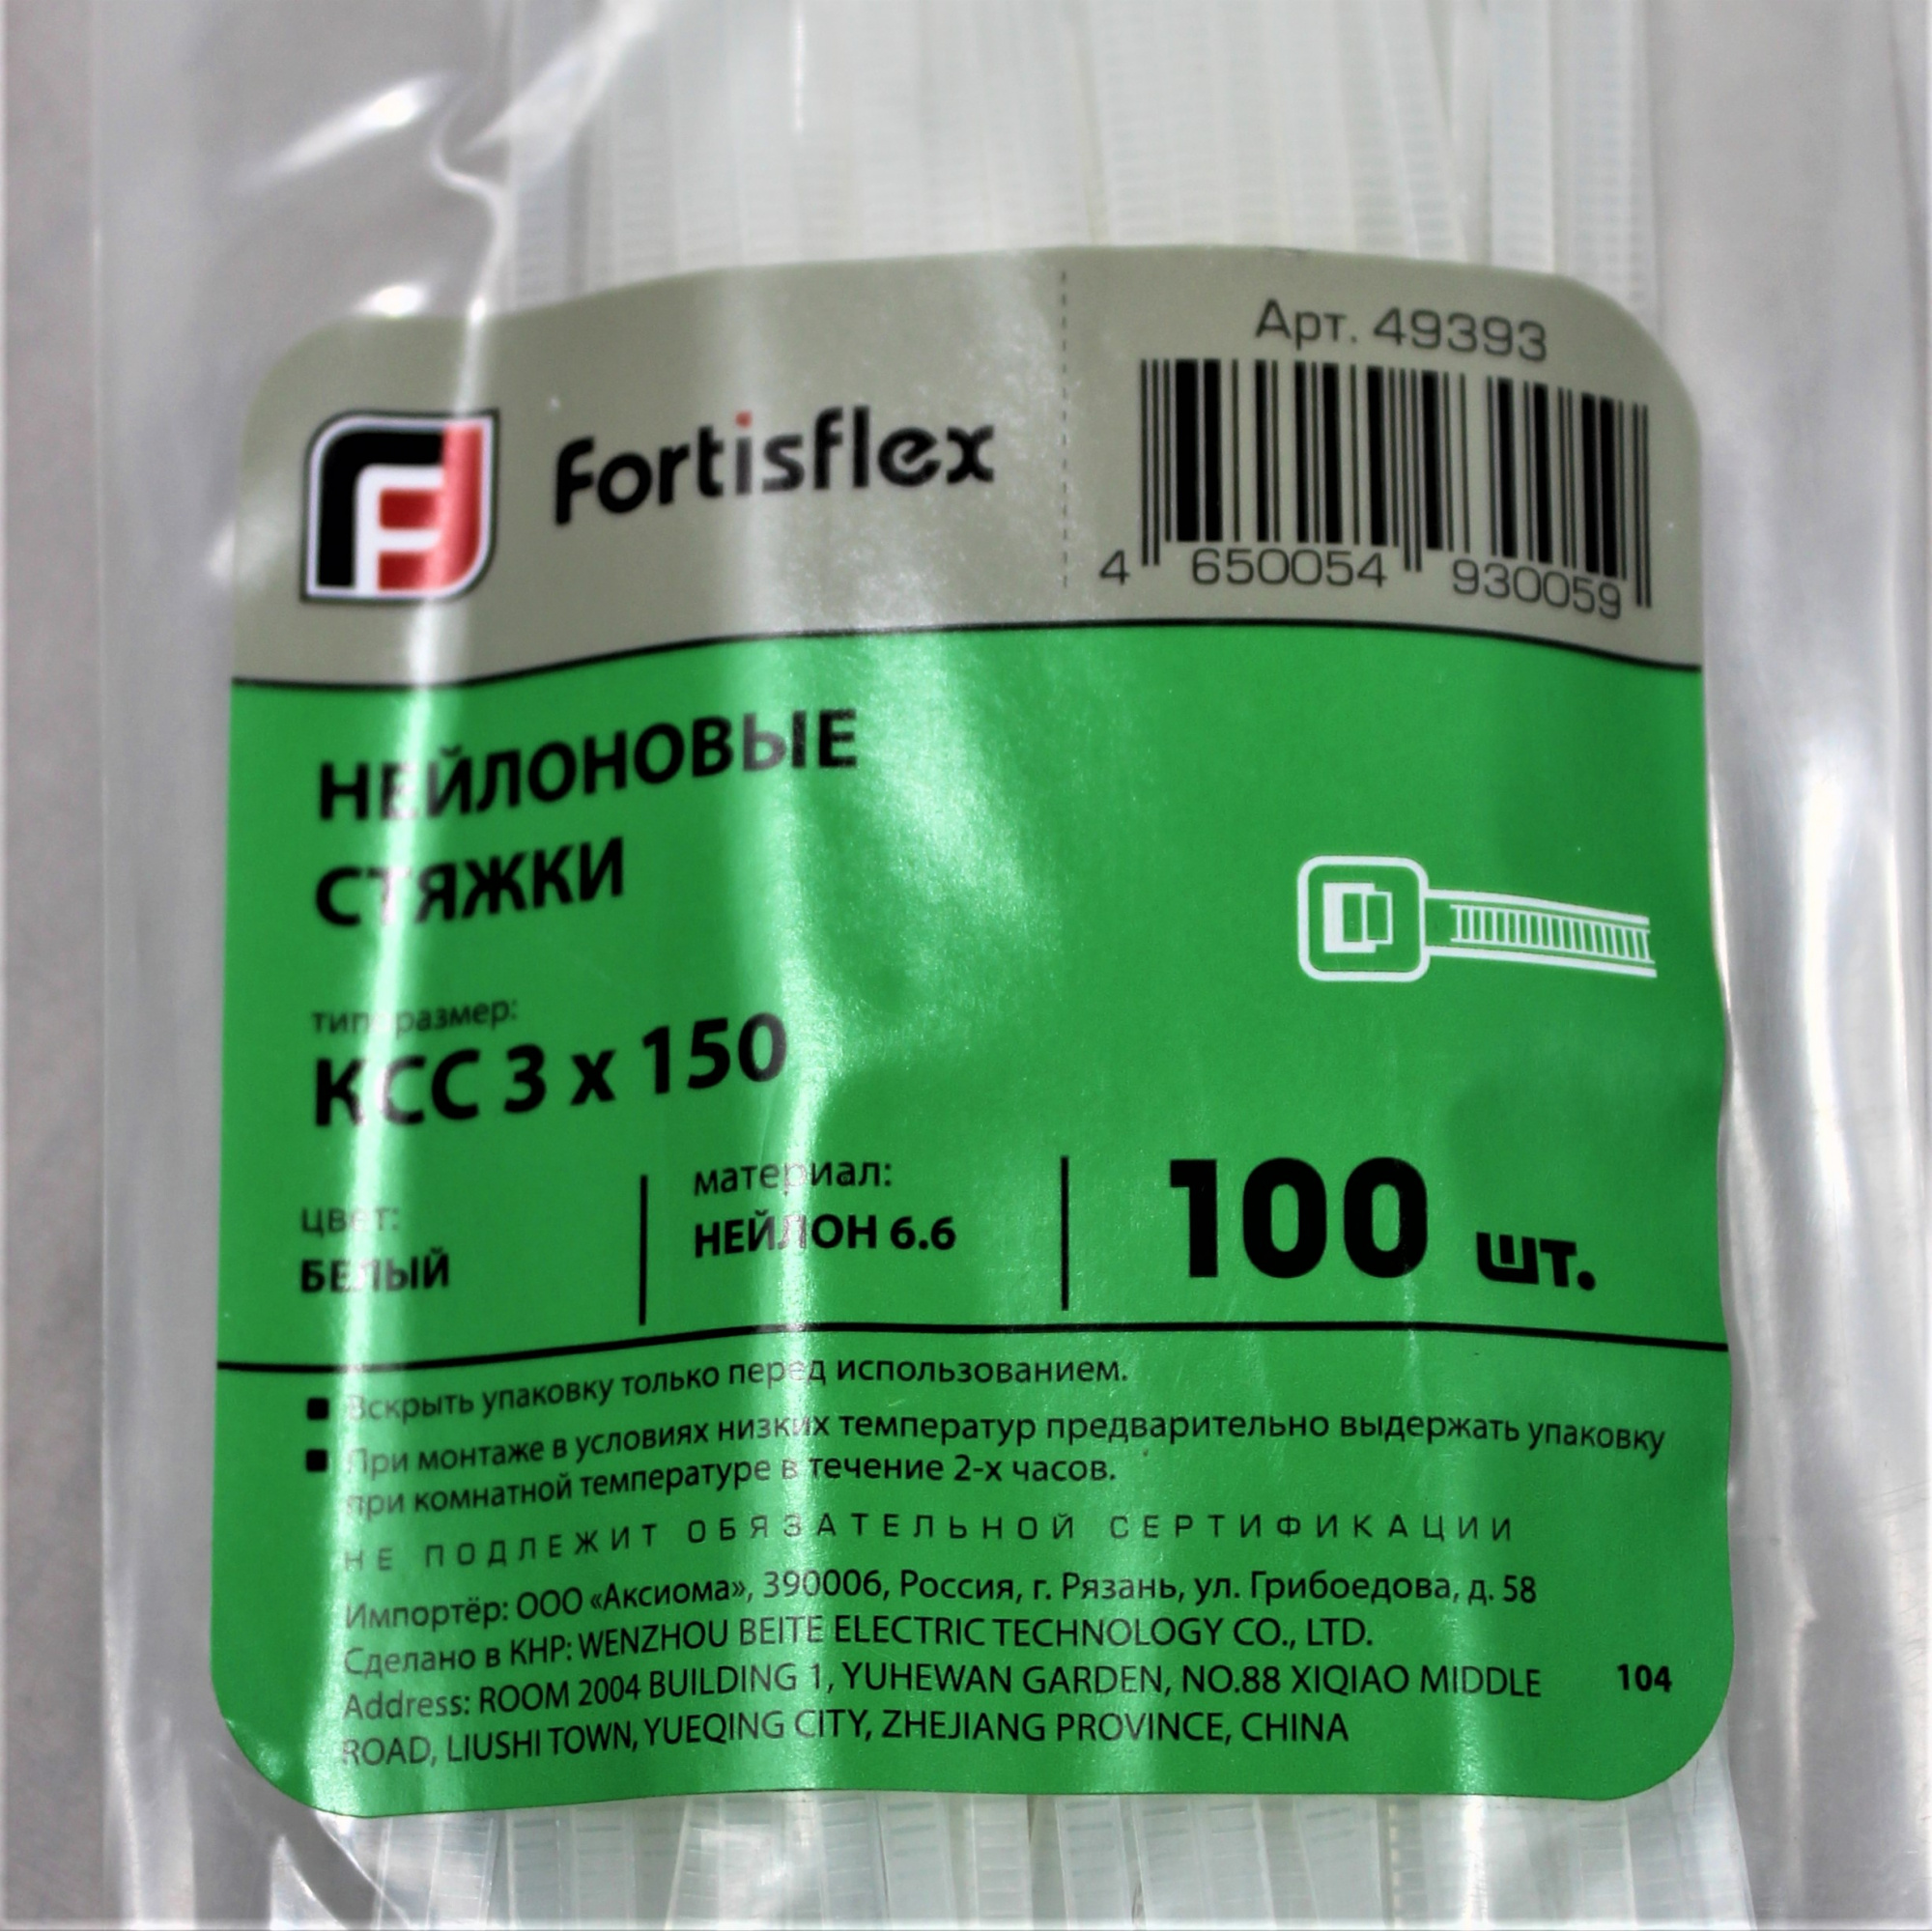 Fortisflex
Арт. 49393
4 650054 930059
НЕЙЛОНОВЫЕ
СТЯЖКИ
типоразмер:
КСС 3 x 150
цвет:
БЕЛЫЙ
материал:
НЕЙЛОН 6.6
100 шт.
Вскрыть упаковку только перед использованием.
При монтаже в условиях низких температур предварительно выдержать упаковку
при комнатной температуре в течение 2-х часов.
НЕ ПОДЛЕЖИТ ОБЯЗАТЕЛЬНОЙ СЕРТИФИКАЦИИ
Импортёр: ООО «Аксиома», 390006, Россия, г. Рязань, ул. Грибоедова, д. 58
Сделано в КНР: WENZHOU BEITE ELECTRIC TECHNOLOGY CO., LTD.
Address: ROOM 2004 BUILDING 1, YUHEWAN GARDEN, NO.88 XIQIAO MIDDLE
ROAD, LIUSHI TOWN, YUEQING CITY, ZHEJIANG PROVINCE, CHINA
104